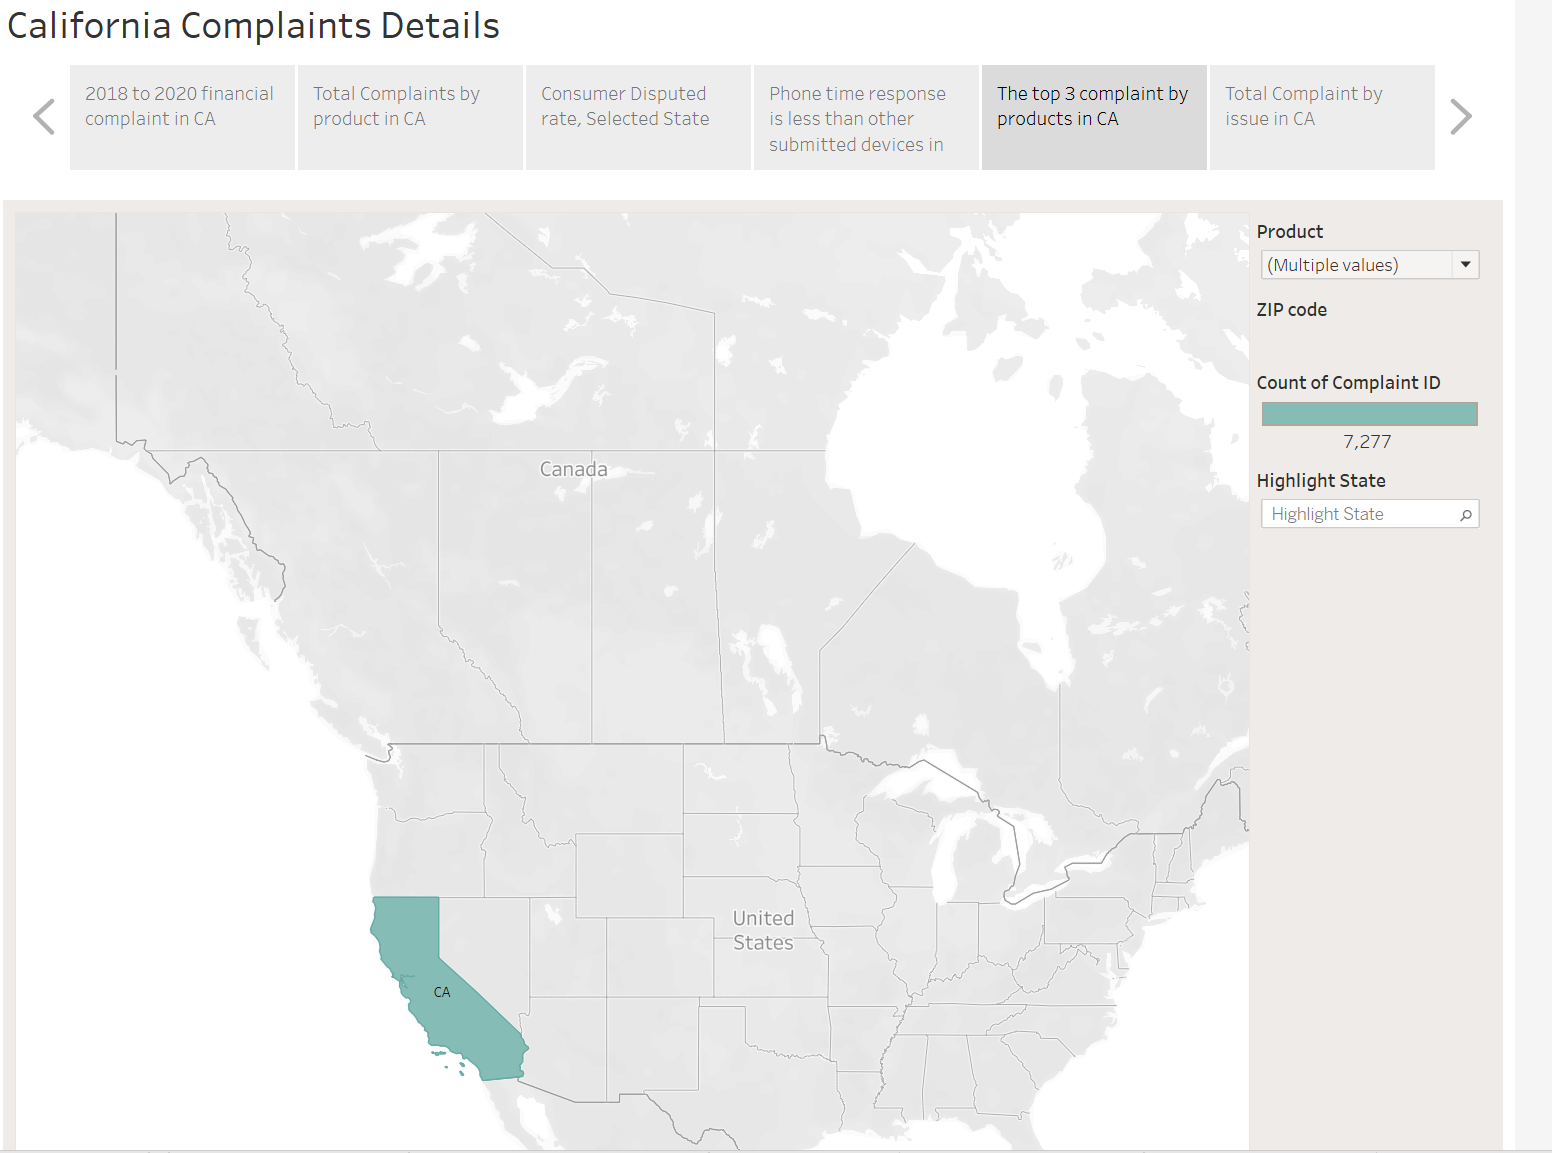 California Complaints Details
2018 to 2020 financial
complaint in CA
Total Complaints by
product in CA
Consumer Disputed
rate, Selected State
Phone time response
is less than other
submitted devices in
The top 3 complaint by
products in CA
Total Complaint by
issue in CA
Product
(Multiple values)
ZIP code
Count of Complaint ID
7,277
Highlight State
Highlight State
Canada
United
States
CA